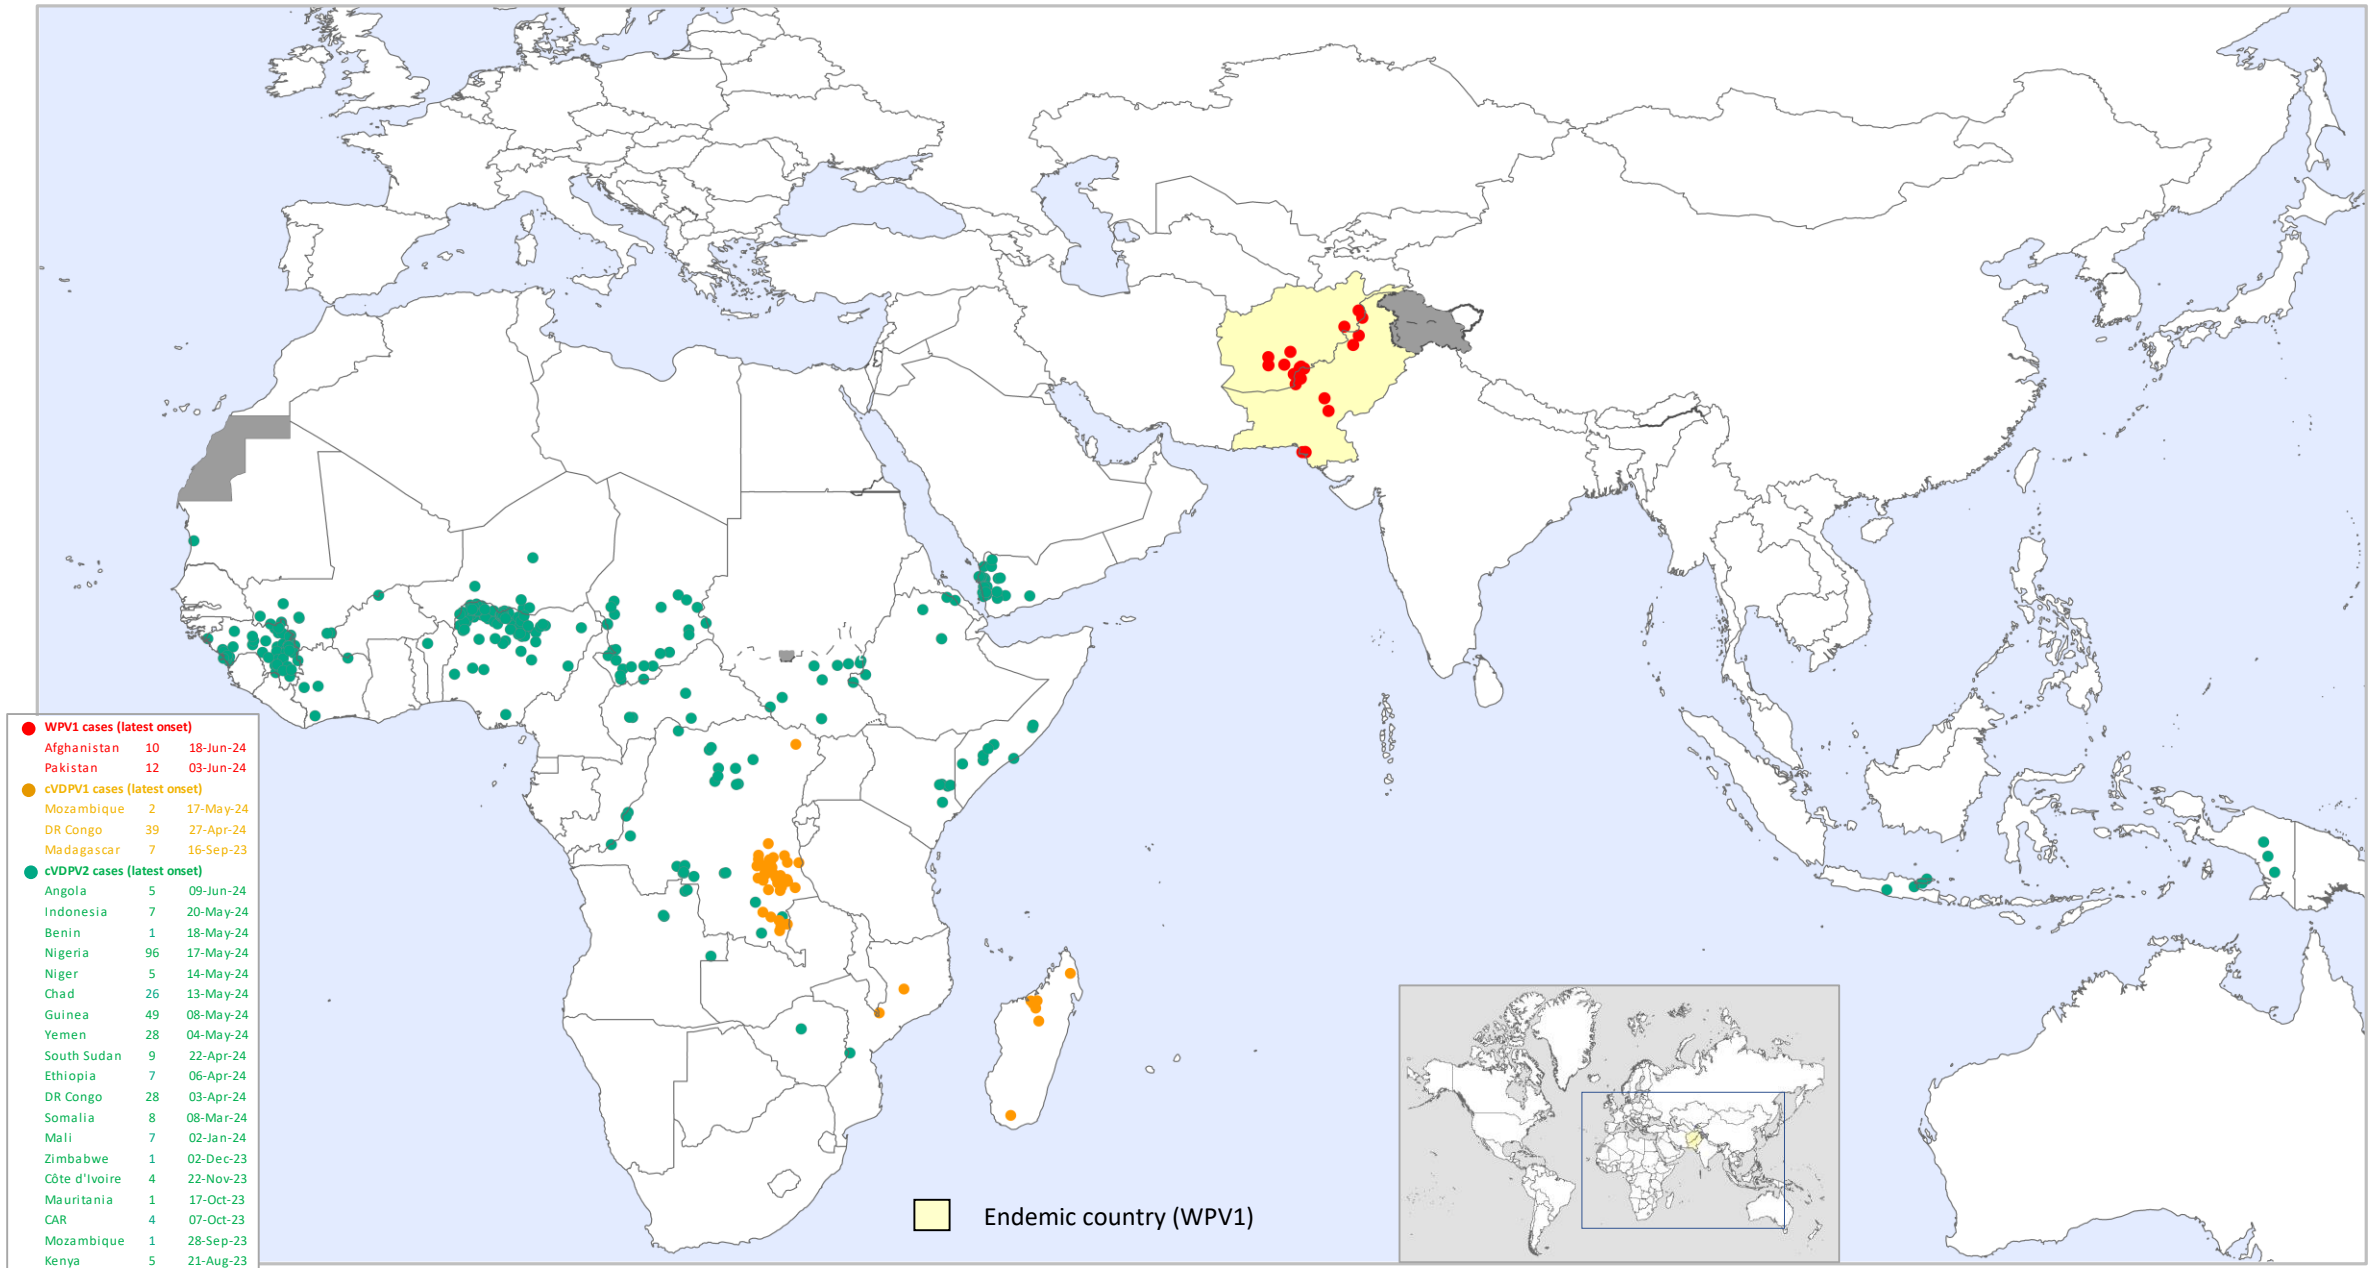 WPV1 cases (latest onset)
Afghanistan 10 18-Jun-24
Pakistan 12 03-Jun-24
cVDPV1 cases (latest onset)
Mozambique 2 17-May-24
DR Congo 39 27-Apr-24
Madagascar 7 16-Sep-23
cVDPV2 cases (latest onset)
Angola 5 09-Jun-24
Indonesia 7 20-May-24
Benin 1 18-May-24
Nigeria 96 17-May-24
Niger 5 14-May-24
Chad 26 13-May-24
Guinea 49 08-May-24
Yemen 28 04-May-24
South Sudan 9 22-Apr-24
Ethiopia 7 06-Apr-24
DR Congo 28 03-Apr-24
Somalia 8 08-Mar-24
Mali 7 02-Jan-24
Zimbabwe 1 02-Dec-23
Côte d'Ivoire 4 22-Nov-23
Mauritania 1 17-Oct-23
CAR 4 07-Oct-23
Mozambique 1 28-Sep-23
Kenya 5 21-Aug-23
Endemic country (WPV1)